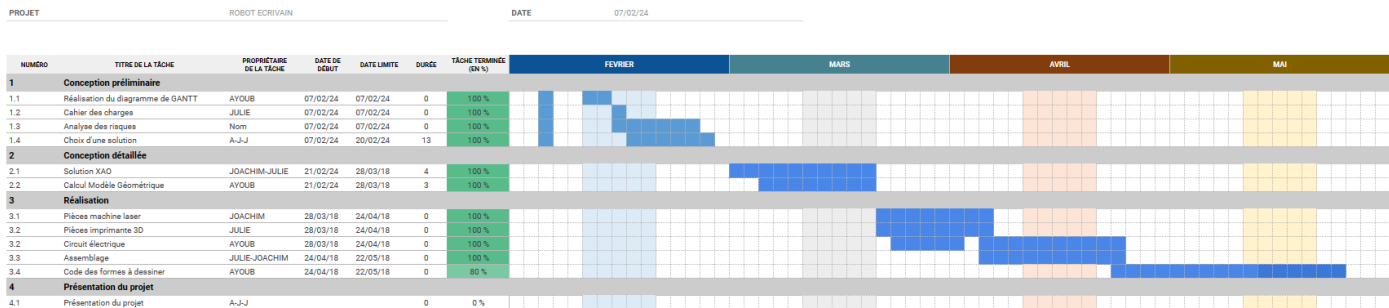 PROJET ROBOT ECRIVAIN DATE 07/02/24
NUMÉRO TITRE DE LA TÂCHE PROPRIÉTAIRE DE LA TÂCHE DATE DE DÉBUT DATE LIMITE DURÉE TÂCHE TERMINÉE (EN %) FEVRIER MARS AVRIL MAI
1 Conception préliminaire
1.1 Réalisation du diagramme de GANTT AYOUB 07/02/24 07/02/24 0 100 %
1.2 Cahier des charges JULIE 07/02/24 07/02/24 0 100 %
1.3 Analyse des risques Nom 07/02/24 07/02/24 0 100 %
1.4 Choix d'une solution A-J-J 07/02/24 20/02/24 13 100 %
2 Conception détaillée
2.1 Solution XAO JOACHIM-JULIE 21/02/24 28/03/18 4 100 %
2.2 Calcul Modèle Géométrique AYOUB 21/02/24 28/03/18 3 100 %
3 Réalisation
3.1 Pièces machine laser JOACHIM 28/03/18 24/04/18 0 100 %
3.2 Pièces imprimante 3D JULIE 28/03/18 24/04/18 0 100 %
3.2 Circuit électrique AYOUB 28/03/18 24/04/18 0 100 %
3.3 Assemblage JULIE-JOACHIM 24/04/18 22/05/18 0 100 %
3.4 Code des formes à dessiner AYOUB 24/04/18 22/05/18 0 80 %
4 Présentation du projet
4.1 Présentation du projet A-J-J 0 0 %